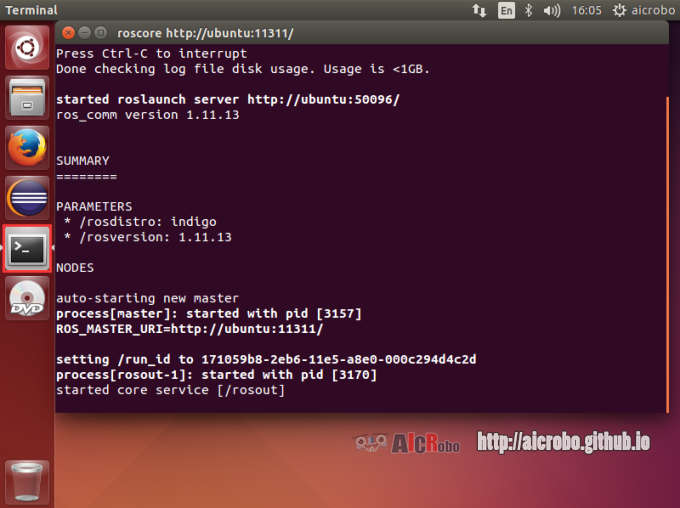 Terminal
En
16:05
aicrobo
roscore http://ubuntu:11311/
Press Ctrl-C to interrupt
Done checking log file disk usage. Usage is <1GB.
started roslaunch server http://ubuntu:50096/
ros_comm version 1.11.13
SUMMARY
========
PARAMETERS
* /rosdistro: indigo
* /rosversion: 1.11.13
NODES
auto-starting new master
process[master]: started with pid [3157]
ROS_MASTER_URI=http://ubuntu:11311/
setting /run_id to 171059b8-2eb6-11e5-a8e0-000c294d4c2d
process[rosout-1]: started with pid [3170]
started core service [/rosout]
>_
DVD
AICRobo
http://aicrobo.github.io